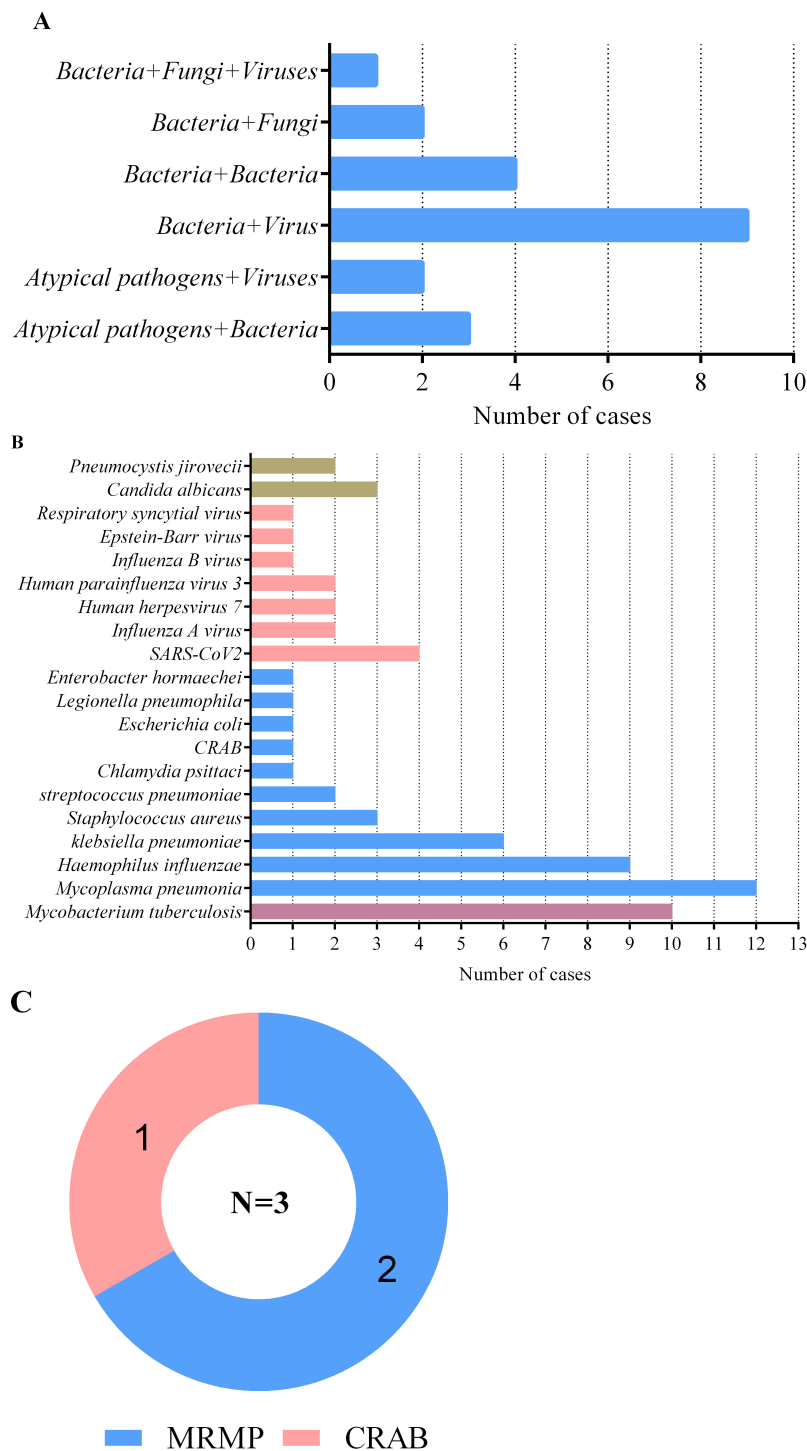 A
Bacteria+Fungi+Viruses
Bacteria+Fungi
Bacteria+Bacteria
Bacteria+Virus
Atypical pathogens+Viruses
Atypical pathogens+Bacteria
0 2 4 6 8 10
Number of cases
B
Pneumocystis jirovecii
Candida albicans
Respiratory syncytial virus
Epstein-Barr virus
Influenza B virus
Human parainfluenza virus 3
Human herpesvirus 7
Influenza A virus
SARS-CoV2
Enterobacter hormaechei
Legionella pneumophila
Escherichia coli
CRAB
Chlamydia psittaci
streptococcus pneumoniae
Staphylococcus aureus
klebsiella pneumoniae
Haemophilus influenzae
Mycoplasma pneumonia
Mycobacterium tuberculosis
0 1 2 3 4 5 6 7 8 9 10 11 12 13
Number of cases
C
1
N=3
2
MRMP CRAB